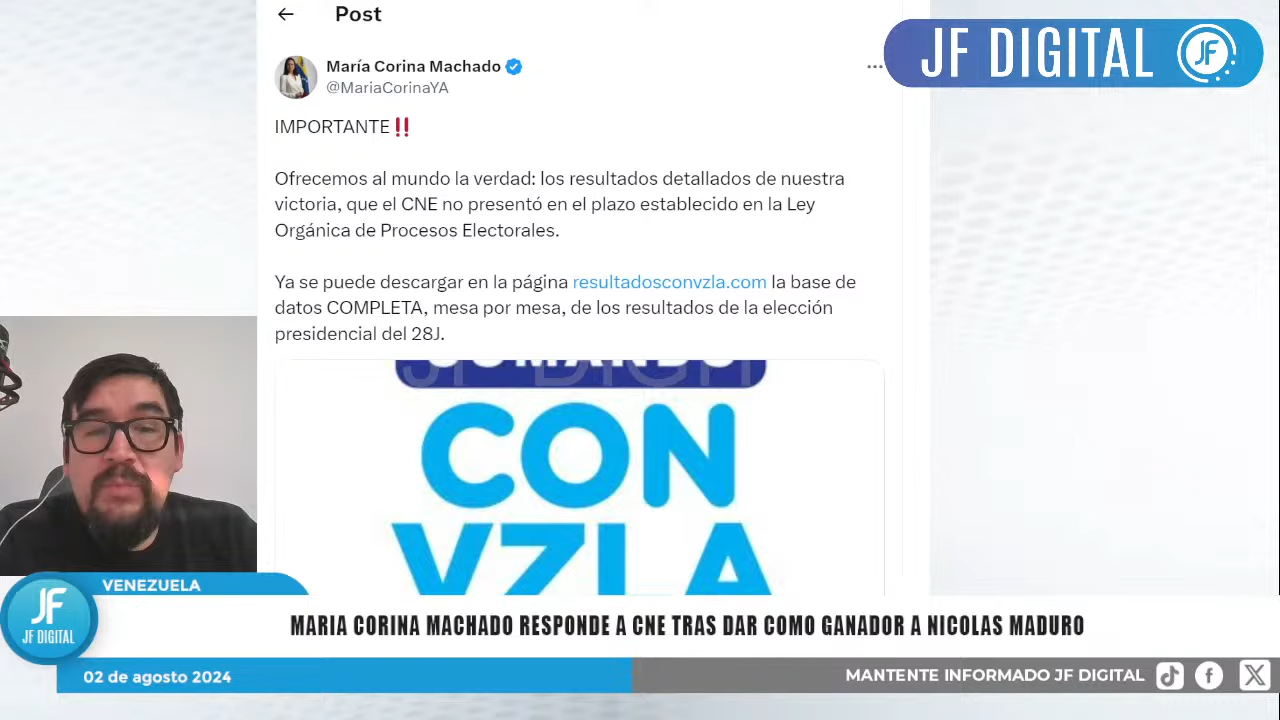 Post
JF DIGITAL
JF
María Corina Machado
@MariaCorinaYA
IMPORTANTE‼
Ofrecemos al mundo la verdad: los resultados detallados de nuestra
victoria, que el CNE no presentó en el plazo establecido en la Ley
Orgánica de Procesos Electorales.
Ya se puede descargar en la página resultadosconvzla.com la base de
datos COMPLETA, mesa por mesa, de los resultados de la elección
presidencial del 28J.
CON
VZLA
VENEZUELA
JF
JF DIGITAL
MARIA CORINA MACHADO RESPONDE A CNE TRAS DAR COMO GANADOR A NICOLAS MADURO
02 de agosto 2024
MANTENTE INFORMADO JF DIGITAL